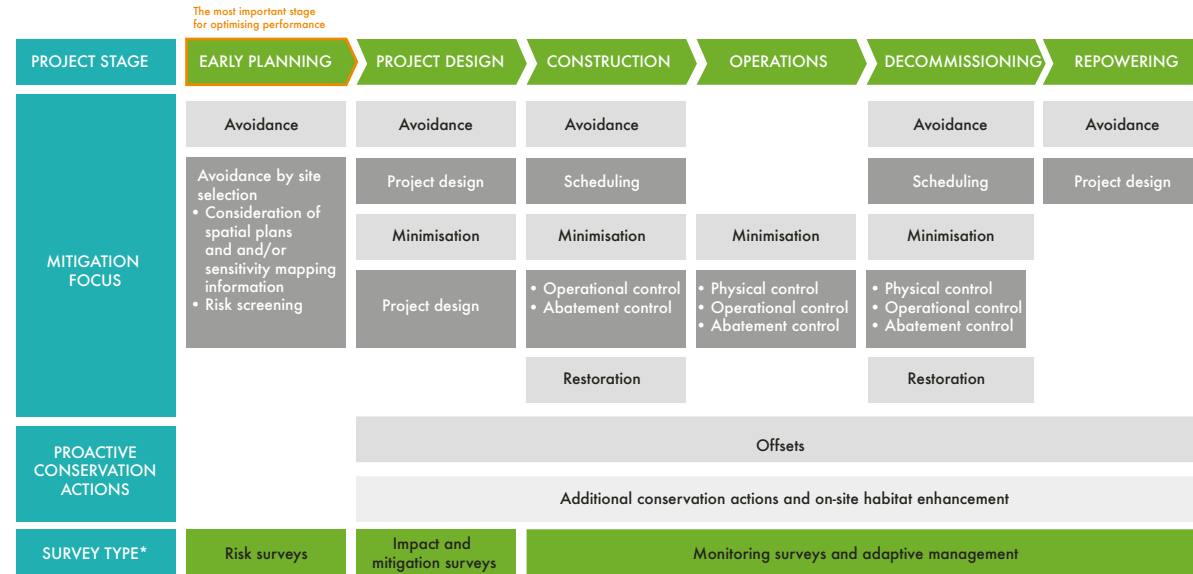 The most important stage
for optimising performance
PROJECT STAGE
EARLY PLANNING
PROJECT DESIGN
CONSTRUCTION
OPERATIONS
DECOMMISSIONING
REPOWERING
MITIGATION
FOCUS
Avoidance
Avoidance by site
selection
• Consideration of
spatial plans
and and/or
sensitivity mapping
information
• Risk screening
Avoidance
Project design
Minimisation
Project design
Avoidance
Scheduling
Minimisation
• Operational control
• Abatement control
Restoration
Minimisation
• Physical control
• Operational control
• Abatement control
Avoidance
Scheduling
Minimisation
• Physical control
• Operational control
• Abatement control
Restoration
Avoidance
Project design
PROACTIVE
CONSERVATION
ACTIONS
Offsets
Additional conservation actions and on-site habitat enhancement
SURVEY TYPE*
Risk surveys
Impact and
mitigation surveys
Monitoring surveys and adaptive management